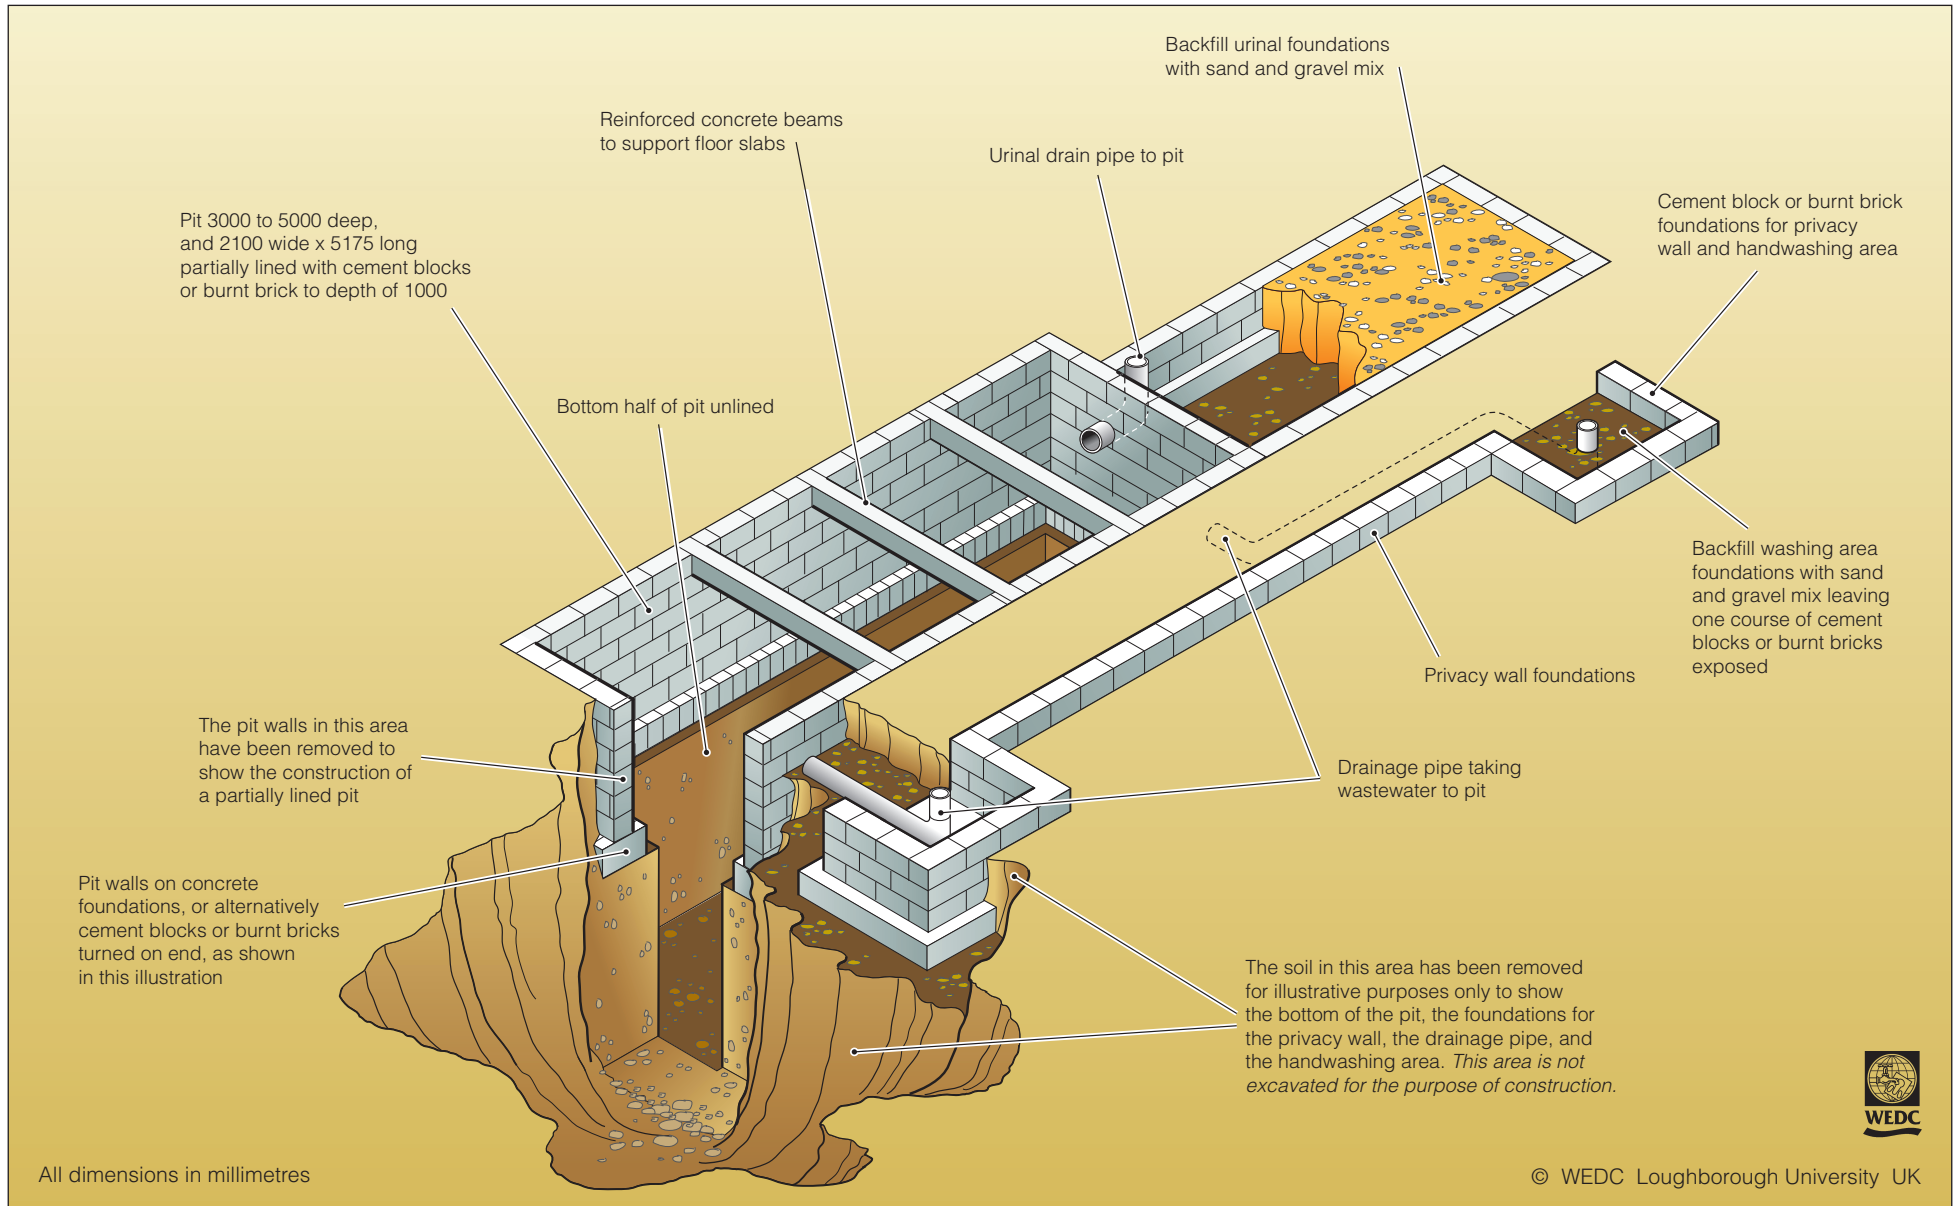 Backfill urinal foundations
with sand and gravel mix
Reinforced concrete beams
to support floor slabs
Urinal drain pipe to pit
Cement block or burnt brick
foundations for privacy
wall and handwashing area
Pit 3000 to 5000 deep,
and 2100 wide x 5175 long
partially lined with cement blocks
or burnt brick to depth of 1000
Bottom half of pit unlined
Backfill washing area
foundations with sand
and gravel mix leaving
one course of cement
blocks or burnt bricks
exposed
Privacy wall foundations
The pit walls in this area
have been removed to
show the construction of
a partially lined pit
Drainage pipe taking
wastewater to pit
Pit walls on concrete
foundations, or alternatively
cement blocks or burnt bricks
turned on end, as shown
in this illustration
The soil in this area has been removed
for illustrative purposes only to show
the bottom of the pit, the foundations for
the privacy wall, the drainage pipe, and
the handwashing area. This area is not
excavated for the purpose of construction.
WEDC
All dimensions in millimetres
© WEDC Loughborough University UK